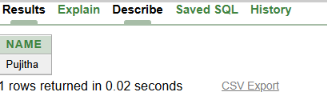 Results Explain Describe Saved SQL History
NAME
Pujitha
1 rows returned in 0.02 seconds CSV Export